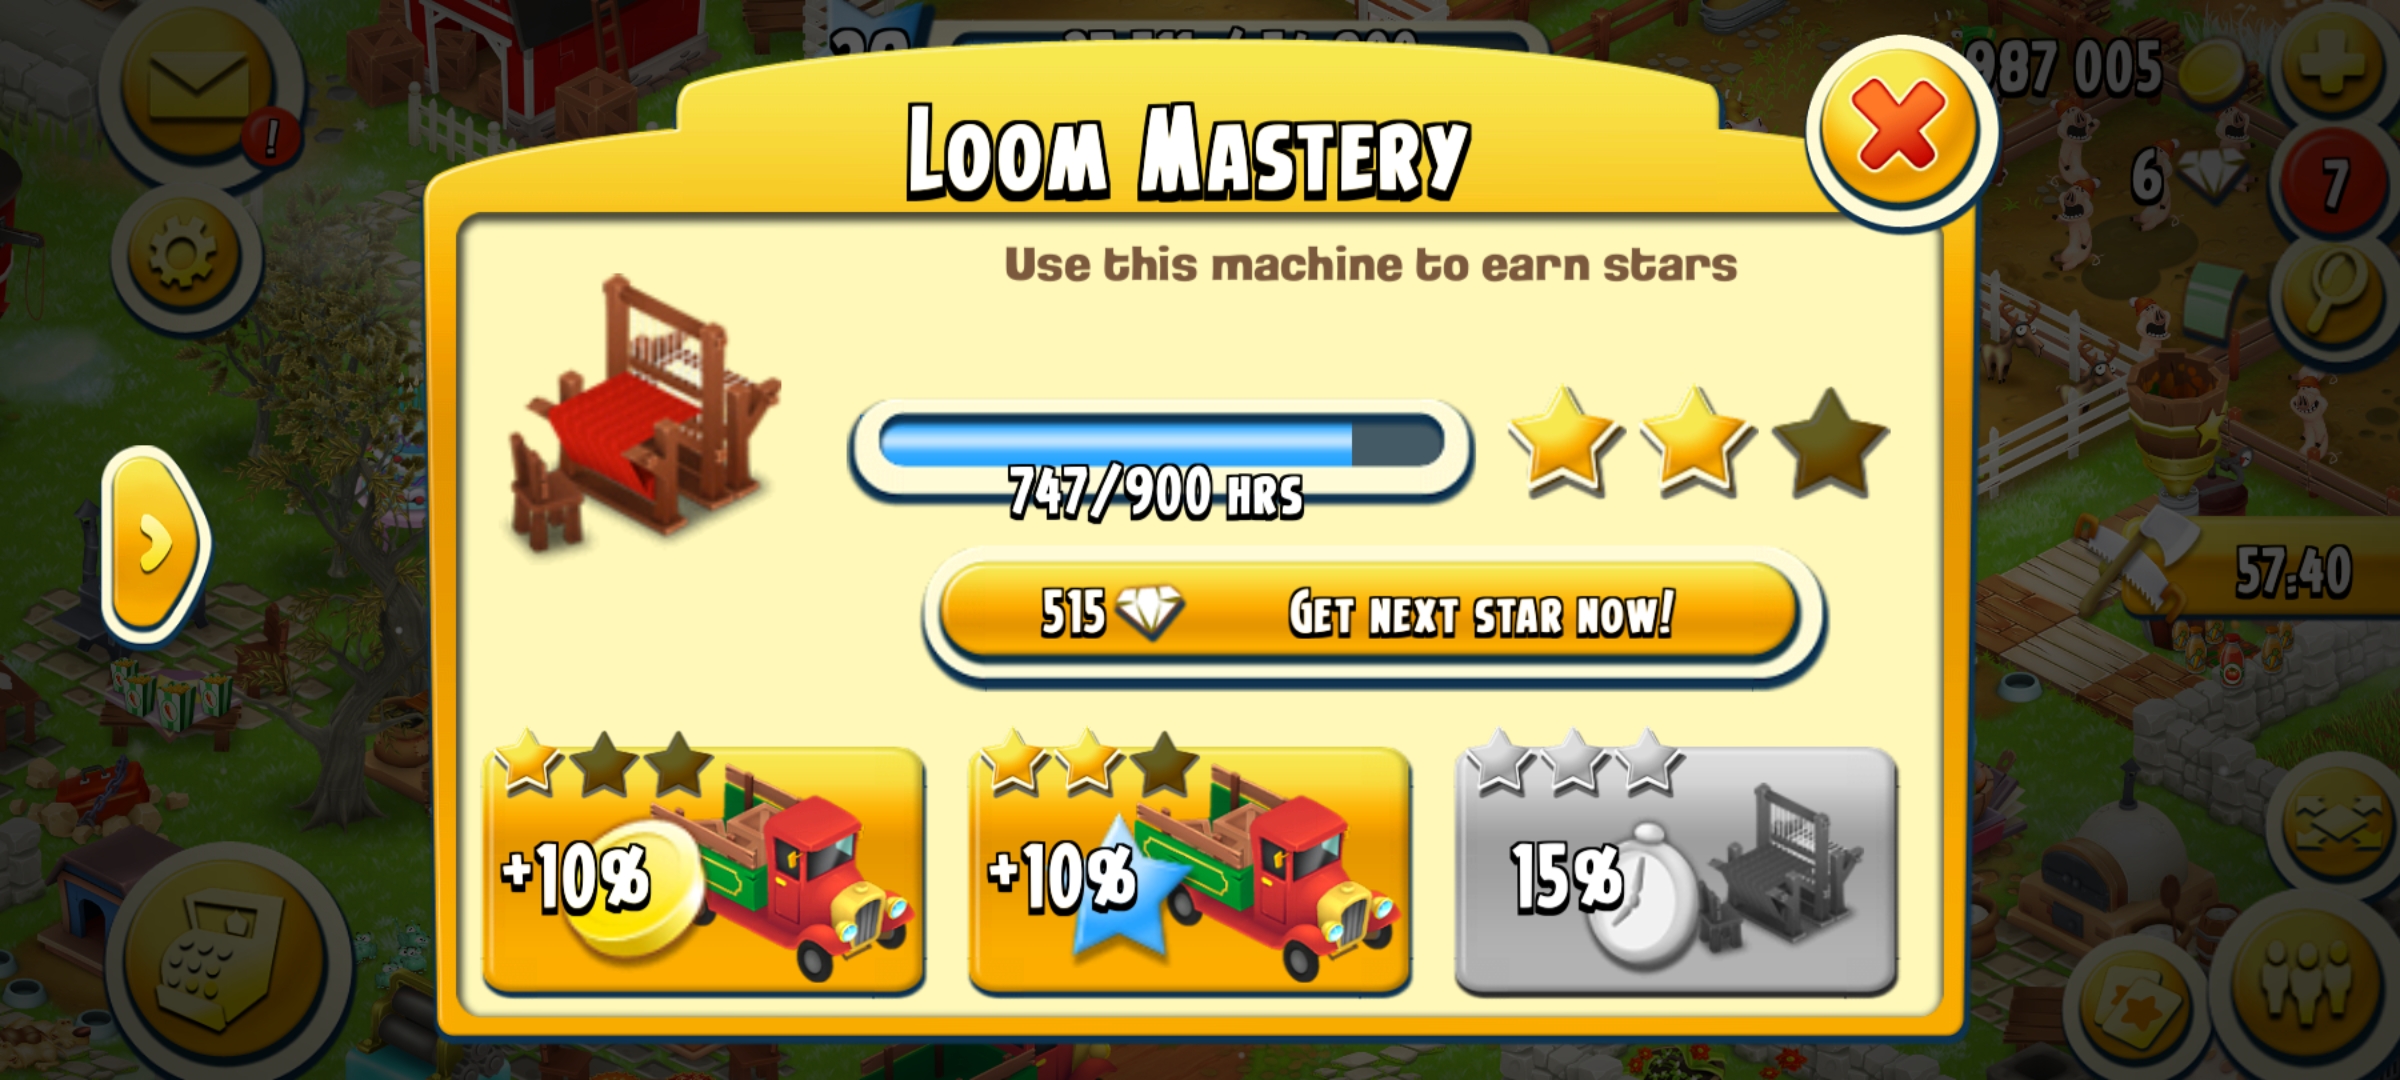 987 005
LOOM MASTERY
6
7
Use this machine to earn stars
747/900 HRS
57:40
515 GET NEXT STAR NOW!
+10%
+10%
15%